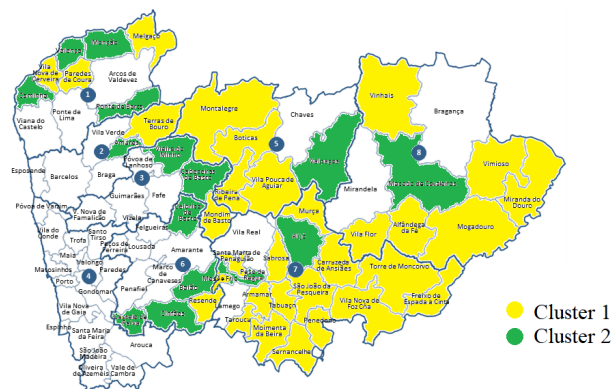 Melgaço
Monção
Valença
Vila
Nova de
Cerveira
Paredes
de Coura
Arcos de
Valdevez
Caminha
1
Ponte da Barca
Ponte de
Lima
Viana do
Castelo
Terras de
Bouro
Montalegre
Chaves
Vinhais
Bragança
Vila Verde
2
Amares
Vieira do
Minho
Boticas
5
Valpaços
8
Vimioso
Esposende
Barcelos
Braga
Póvoa de
Lanhoso
3
Cabeceiras
de Basto
Vila Pouca de
Aguiar
Mirandela
Macedo de Cavaleiros
Miranda do
Douro
Guimarães
Fafe
Ribeira
de Pena
Póvoa de Varzim
V. Nova de
Famalicão
Vizela
Celorico
de Basto
Mondim
de Basto
Murça
Alfândega
da Fé
Mogadouro
Vila do
Conde
Santo
Tirso
Trofa
Felgueiras
Vila Real
Alijó
Vila Flor
Maia
Paços de
Ferreira
Lousada
Amarante
Santa Marta de
Penaguião
Sabrosa
Carrazeda
de Ansiães
Matosinhos
Valongo
Paredes
6
Marco de
Canaveses
Peso da
Régua
7
Torre de Moncorvo
4
Porto
Gondomar
Penafiel
Baião
Resende
Armamar
São João da
Pesqueira
Freixo de
Espada e Cinta
Vila Nova
de Gaia
Cinfães
Lamego
Tabuaço
Vila Nova de
Foz Côa
Espinho
Santa Maria
da Feira
Arouca
Tarouca
Moimenta
da Beira
Penedono
São João
Madeira
Sernancelhe
Oliveira
de Azeméis
Vale de
Cambra
Cluster 1
Cluster 2